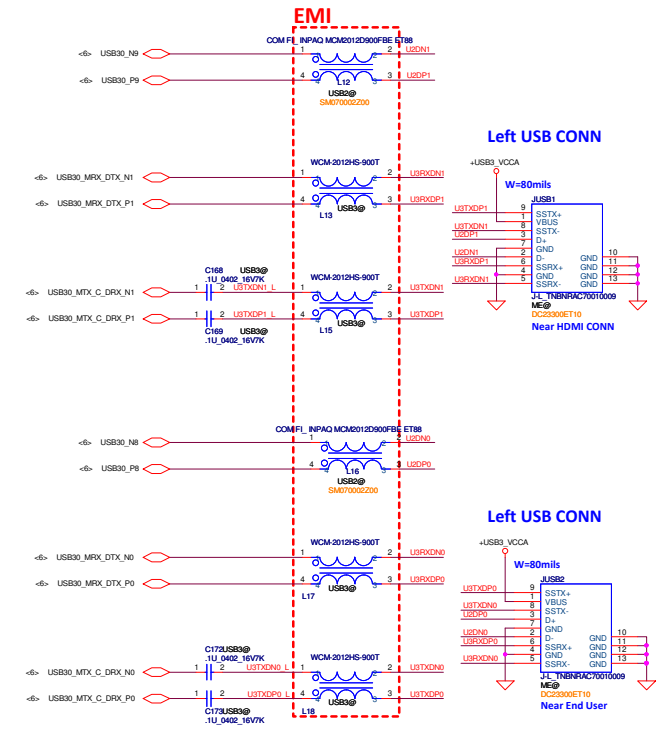 EMI
COM FI_ INPAQ MCM2012D900FBE ET88
<6> USB30_N9 1 2 U2DN1
<6> USB30_P9 4 3 U2DP1
L12
USB2@
SM070002Z00
Left USB CONN
+USB3_VCCA
W=80mils
WCM-2012HS-900T
<6> USB30_MRX_DTX_N1 1 2 U3RXDN1
<6> USB30_MRX_DTX_P1 4 3 U3RXDP1
L13 USB3@
JUSB1
U3TXDP1 9 SSTX+
1 VBUS
U3TXDN1 8 SSTX-
U2DP1 3 D+
7 GND
U2DN1 2 D- GND 10
U3RXDP1 6 SSRX+ GND 11
4 GND GND 12
U3RXDN1 5 SSRX- GND 13
J-L_TNBNRAC70010009
ME@
DC23300ET10
Near HDMI CONN
C168 USB3@
.1U_0402_16V7K
WCM-2012HS-900T
<6> USB30_MTX_C_DRX_N1 1 2 U3TXDN1_L 1 2 U3TXDN1
<6> USB30_MTX_C_DRX_P1 1 2 U3TXDP1_L 4 3 U3TXDP1
C169 USB3@
.1U_0402_16V7K
L15 USB3@
COM FI_ INPAQ MCM2012D900FBE ET88
<6> USB30_N8 1 2 U2DN0
<6> USB30_P8 4 3 U2DP0
L16
USB2@
SM070002Z00
Left USB CONN
+USB3_VCCA
W=80mils
WCM-2012HS-900T
<6> USB30_MRX_DTX_N0 1 2 U3RXDN0
<6> USB30_MRX_DTX_P0 4 3 U3RXDP0
L17 USB3@
JUSB2
U3TXDP0 9 SSTX+
1 VBUS
U3TXDN0 8 SSTX-
U2DP0 3 D+
7 GND
U2DN0 2 D- GND 10
U3RXDP0 6 SSRX+ GND 11
4 GND GND 12
U3RXDN0 5 SSRX- GND 13
J-L_TNBNRAC70010009
ME@
DC23300ET10
Near End User
C172USB3@
.1U_0402_16V7K
WCM-2012HS-900T
<6> USB30_MTX_C_DRX_N0 1 2 U3TXDN0_L 1 2 U3TXDN0
<6> USB30_MTX_C_DRX_P0 1 2 U3TXDP0_L 4 3 U3TXDP0
C173USB3@
.1U_0402_16V7K
L18 USB3@